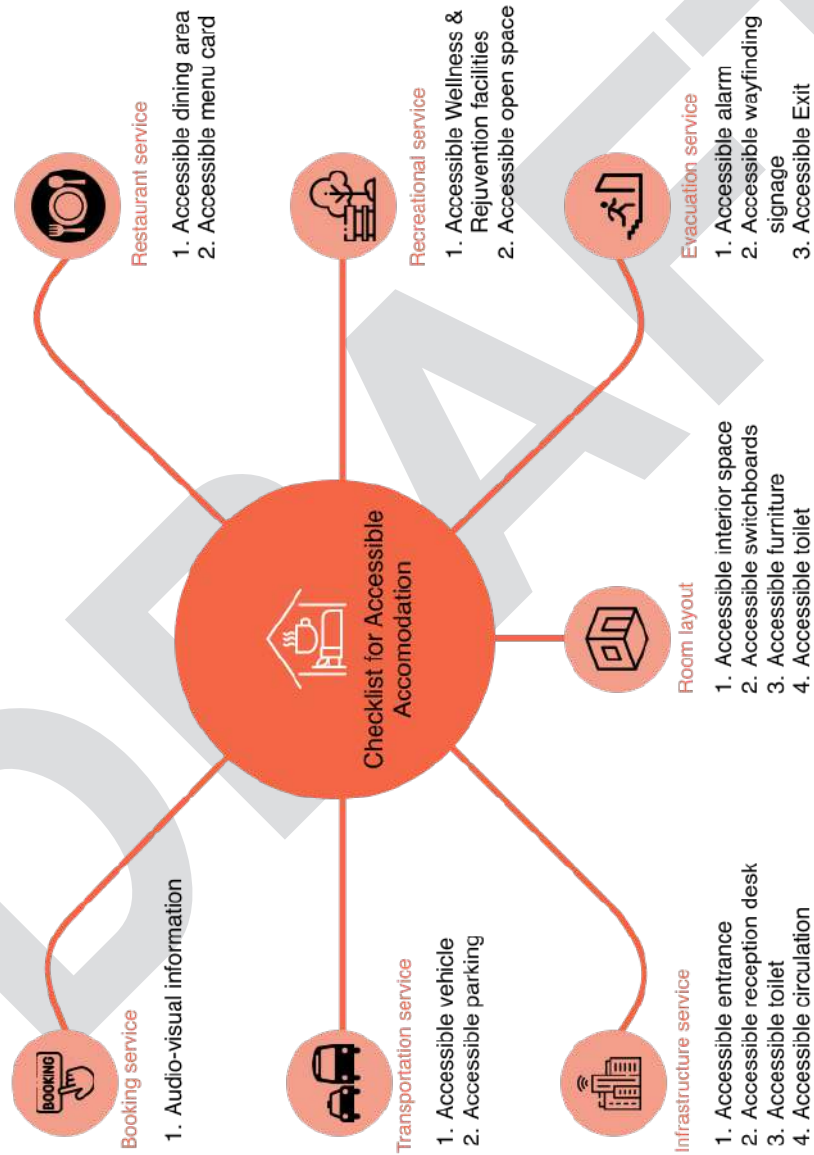 Checklist for Accessible
Accomodation
BOOKING
Booking service
1. Audio-visual information
Transportation service
1. Accessible vehicle
2. Accessible parking
Infrastructure service
1. Accessible entrance
2. Accessible reception desk
3. Accessible toilet
4. Accessible circulation
Room layout
1. Accessible interior space
2. Accessible switchboards
3. Accessible furniture
4. Accessible toilet
Restaurant service
1. Accessible dining area
2. Accessible menu card
Recreational service
1. Accessible Wellness &
Rejuvention facilities
2. Accessible open space
Evacuation service
1. Accessible alarm
2. Accessible wayfinding
signage
3. Accessible Exit
DRAFT